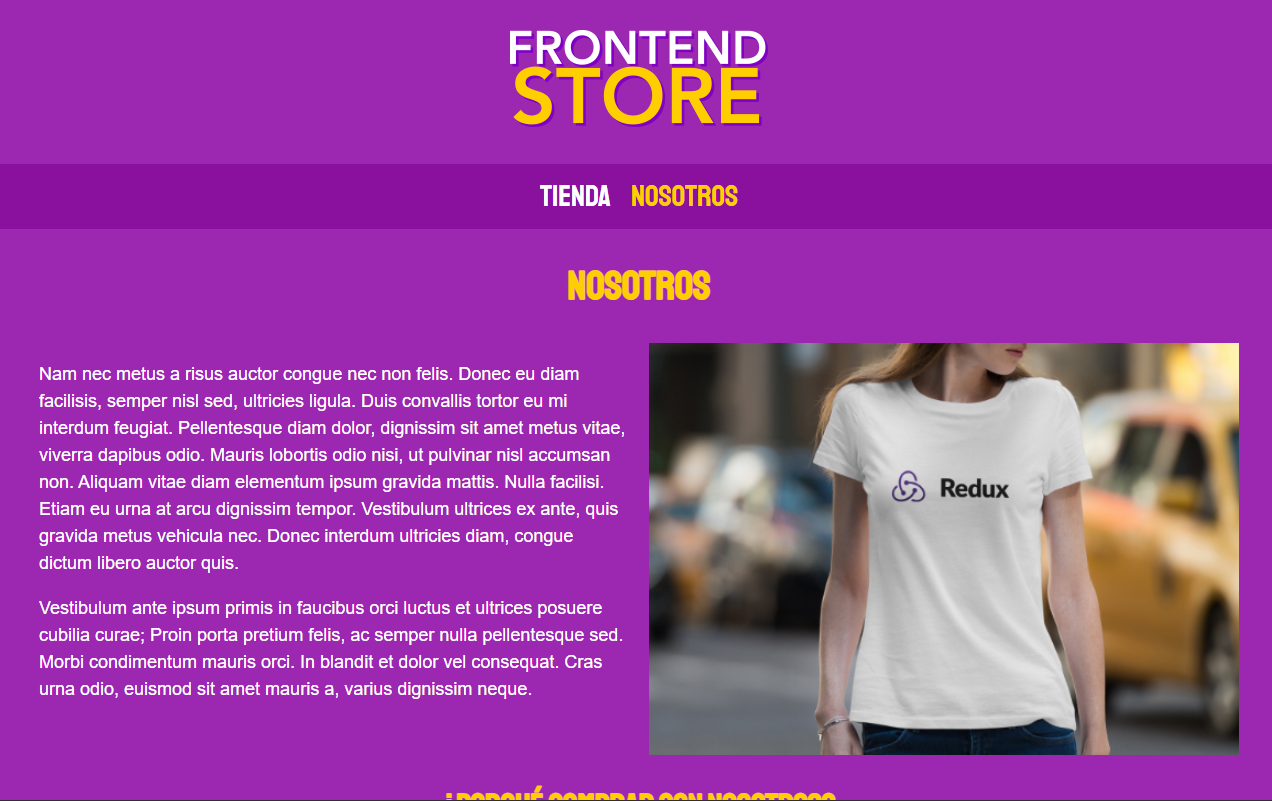 FRONTEND
STORE
TIENDA NOSOTROS
NOSOTROS
Nam nec metus a risus auctor congue nec non felis. Donec eu diam
facilisis, semper nisl sed, ultricies ligula. Duis convallis tortor eu mi
interdum feugiat. Pellentesque diam dolor, dignissim sit amet metus vitae,
viverra dapibus odio. Mauris lobortis odio nisi, ut pulvinar nisl accumsan
non. Aliquam vitae diam elementum ipsum gravida mattis. Nulla facilisi.
Etiam eu urna at arcu dignissim tempor. Vestibulum ultrices ex ante, quis
gravida metus vehicula nec. Donec interdum ultricies diam, congue
dictum libero auctor quis.
Vestibulum ante ipsum primis in faucibus orci luctus et ultrices posuere
cubilia curae; Proin porta pretium felis, ac semper nulla pellentesque sed.
Morbi condimentum mauris orci. In blandit et dolor vel consequat. Cras
urna odio, euismod sit amet mauris a, varius dignissim neque.
Redux
¿PORQUÉ COMPRAR CON NOSOTROS?